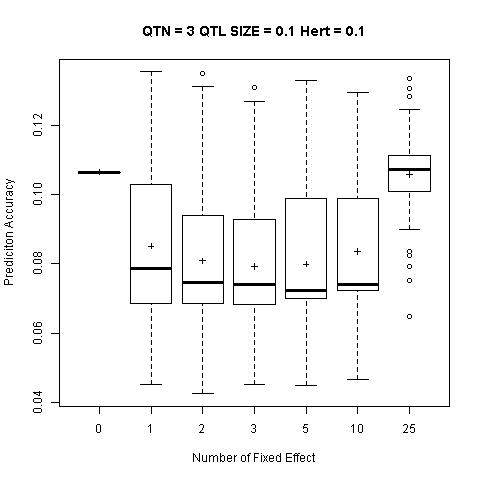 QTN = 3 QTL SIZE = 0.1 Hert = 0.1
Prediciton Accuracy
0.12
0.10
0.08
0.06
0.04
0 1 2 3 5 10 25
Number of Fixed Effect